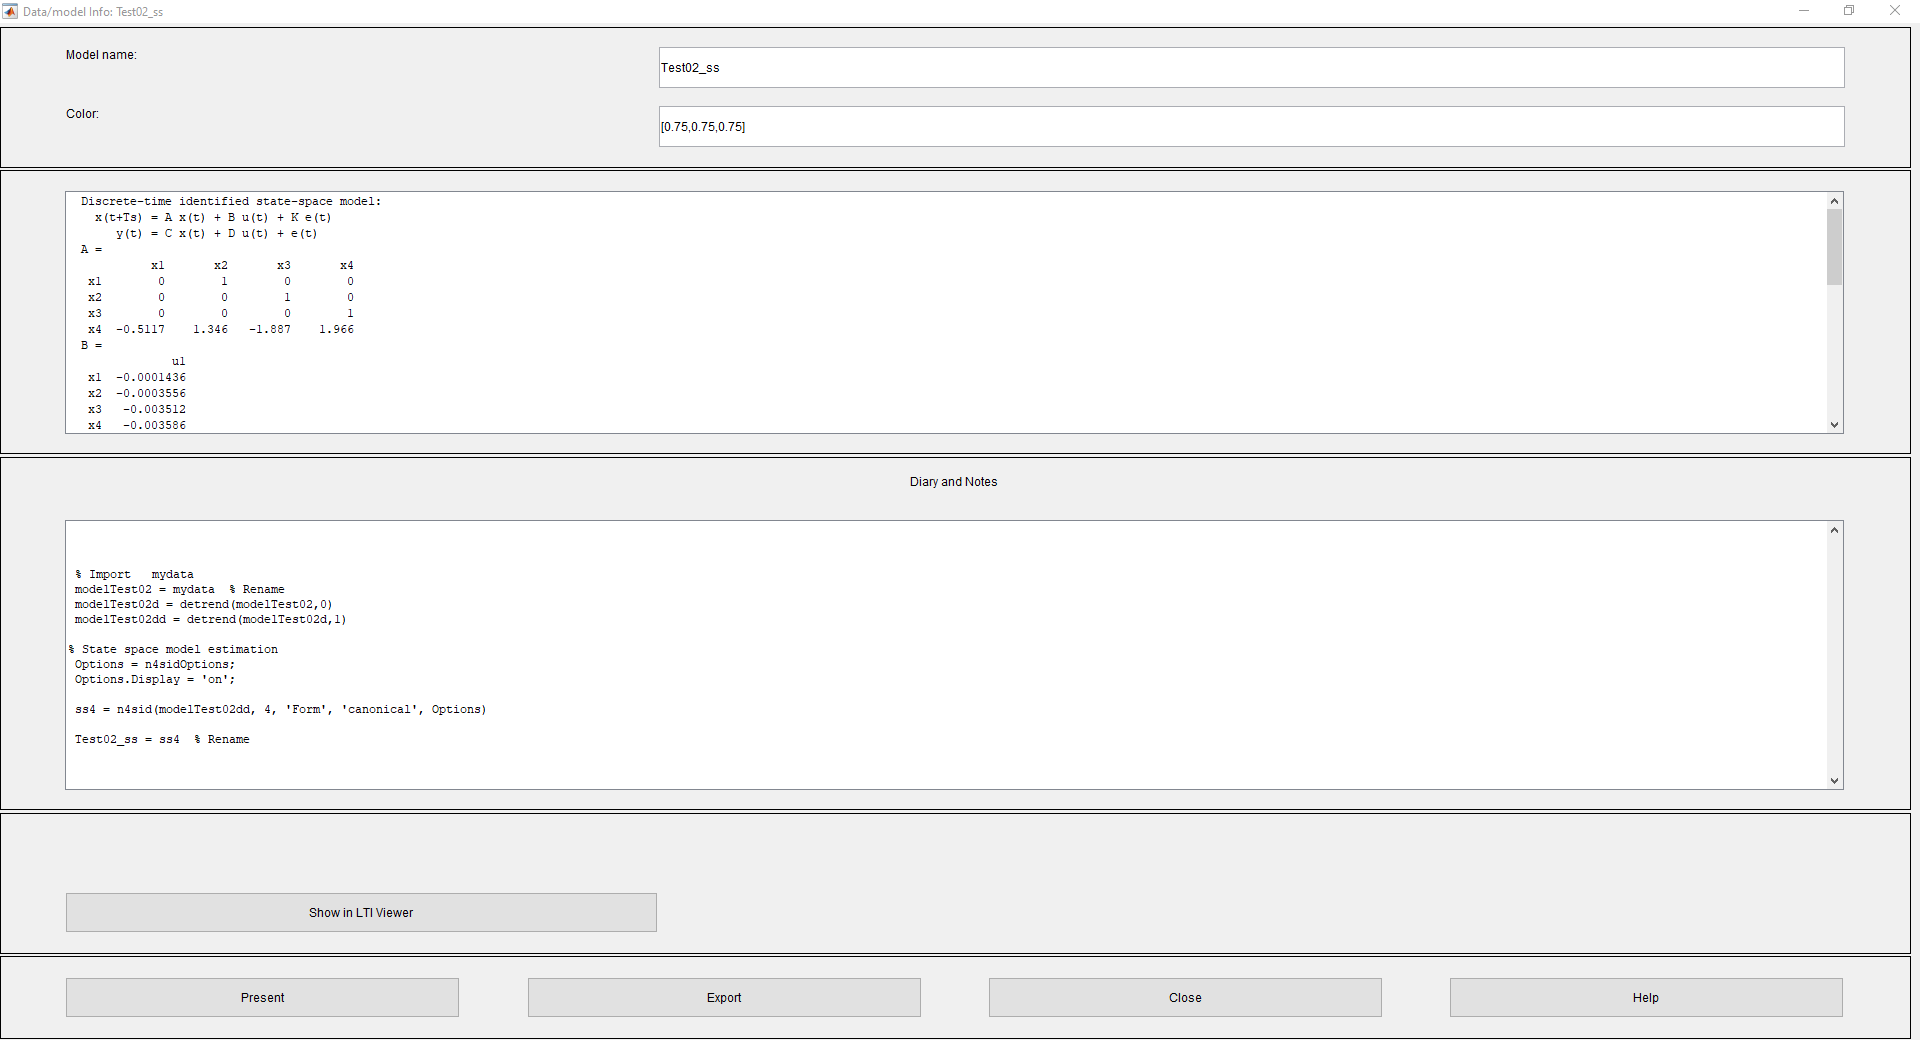 Data/model Info: Test02_ss
Model name:
Test02_ss
Color:
[0.75,0.75,0.75]
Discrete-time identified state-space model:
x(t+Ts) = A x(t) + B u(t) + K e(t)
y(t) = C x(t) + D u(t) + e(t)
A =
x1 x2 x3 x4
x1 0 1 0 0
x2 0 0 1 0
x3 0 0 0 1
x4 -0.5117 1.346 -1.887 1.966
B =
u1
x1 -0.0001436
x2 -0.0003556
x3 -0.003512
x4 -0.003586
Diary and Notes
% Import mydata
modelTest02 = mydata % Rename
modelTest02d = detrend(modelTest02,0)
modelTest02dd = detrend(modelTest02d,1)
% State space model estimation
Options = n4sidOptions;
Options.Display = 'on';
ss4 = n4sid(modelTest02dd, 4, 'Form', 'canonical', Options)
Test02_ss = ss4 % Rename
Show in LTI Viewer
Present Export Close Help